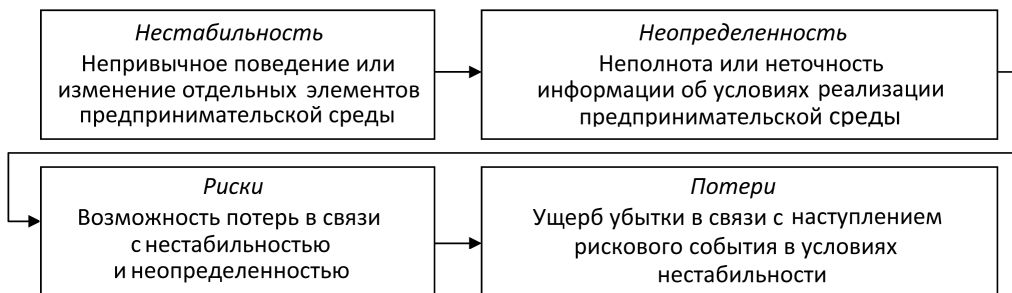 Нестабильность
Непривычное поведение или
изменение отдельных элементов
предпринимательской среды
Неопределенность
Неполнота или неточность
информации об условиях реализации
предпринимательской среды
Риски
Возможность потерь в связи
с нестабильностью
и неопределенностью
Потери
Ущерб убытки в связи с наступлением
рискового события в условиях
нестабильности